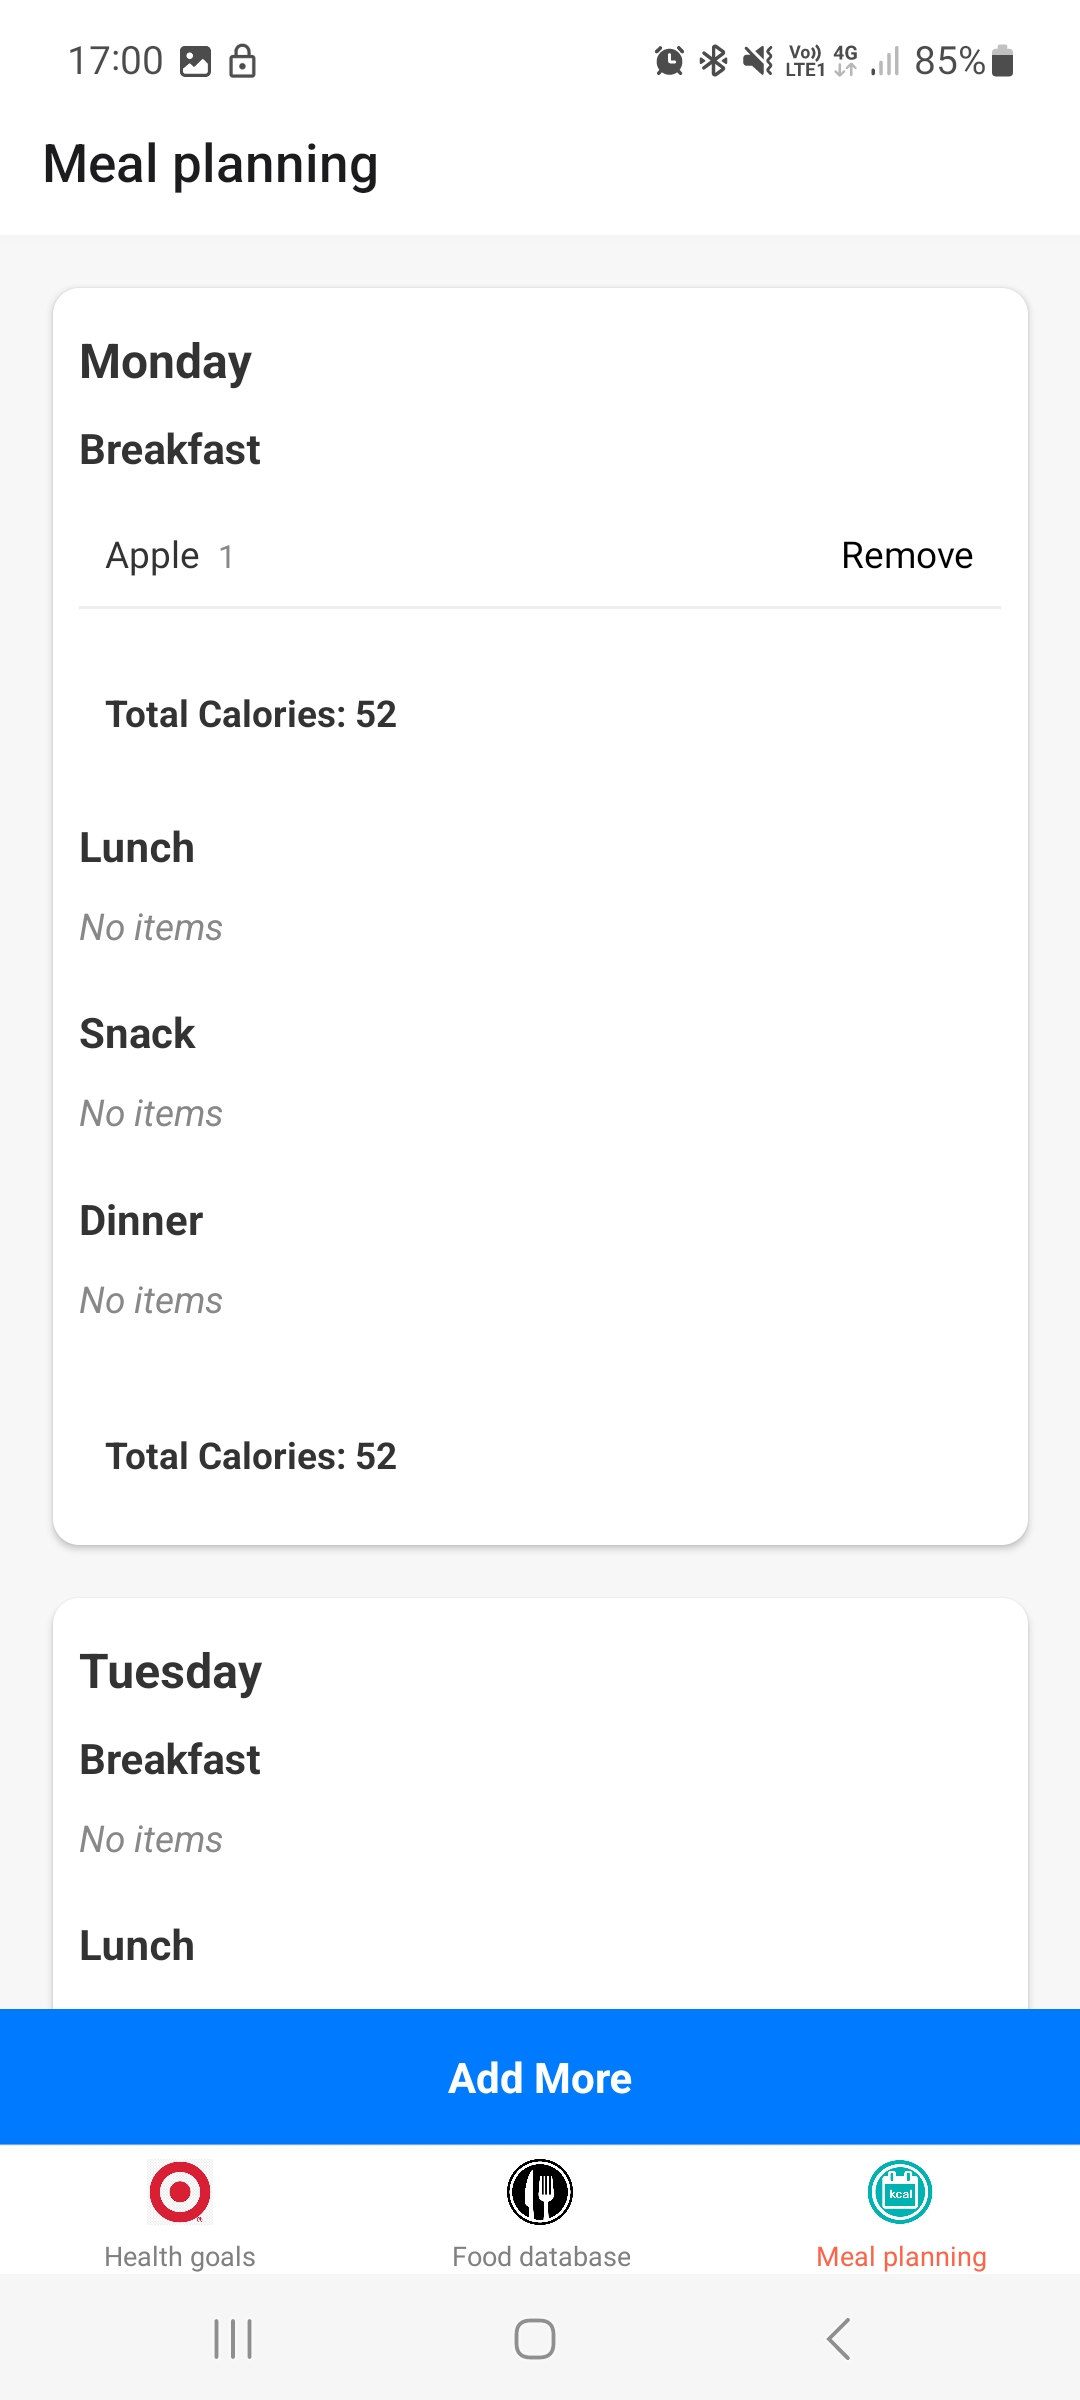 17:00 Vo)) LTE1 4G 85%
Meal planning
Monday
Breakfast
Apple 1 Remove
Total Calories: 52
Lunch
No items
Snack
No items
Dinner
No items
Total Calories: 52
Tuesday
Breakfast
No items
Lunch
Add More
kcal
Health goals Food database Meal planning